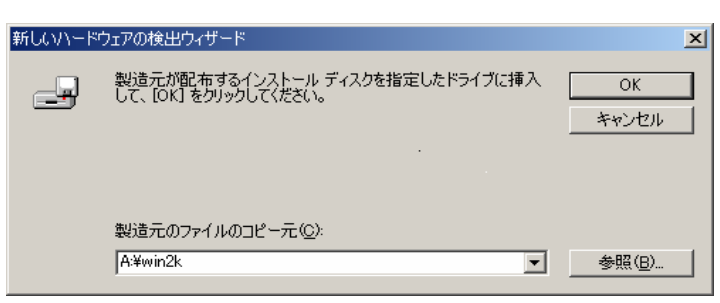 新しいハードウェアの検出ウィザード
製造元が配布するインストール ディスクを指定したドライブに挿入
して、[OK] をクリックしてください。
OK
キャンセル
製造元のファイルのコピー元(C):
A:¥win2k
参照(B)...